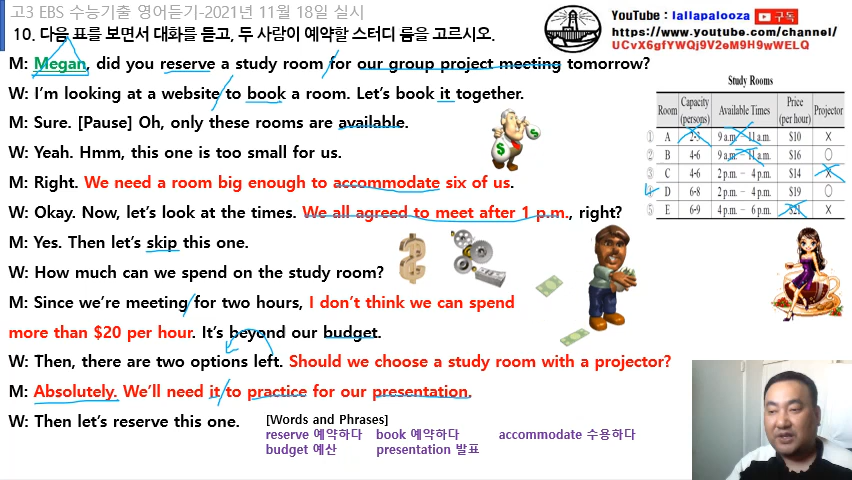 고3 EBS 수능기출 영어듣기-2021년 11월 18일 실시
10. 다음 표를 보면서 대화를 듣고, 두 사람이 예약할 스터디 룸을 고르시오.
M: Megan, did you reserve a study room for our group project meeting tomorrow?
W: I'm looking at a website to book a room. Let's book it together.
M: Sure. [Pause] Oh, only these rooms are available.
W: Yeah. Hmm, this one is too small for us.
M: Right. We need a room big enough to accommodate six of us.
W: Okay. Now, let's look at the times. We all agreed to meet after 1 p.m., right?
M: Yes. Then let's skip this one.
W: How much can we spend on the study room?
M: Since we're meeting for two hours, I don't think we can spend
more than $20 per hour. It's beyond our budget.
W: Then, there are two options left. Should we choose a study room with a projector?
M: Absolutely. We'll need it to practice for our presentation.
W: Then let's reserve this one.
[Words and Phrases]
reserve 예약하다 book 예약하다 accommodate 수용하다
budget 예산 presentation 발표
YouTube : lallapalooza 구독
https://www.youtube.com/channel/
UCvX6gfYWQj9V2eM9H9wWELQ
Study Rooms
Room Capacity (persons) Available Times Price (per hour) Projector
① A 2-3 9 a.m. – 11 a.m. $10 X
② B 4-6 9 a.m. – 11 a.m. $16 ○
③ C 4-6 2 p.m. – 4 p.m. $14 X
④ D 6-8 2 p.m. – 4 p.m. $19 ○
⑤ E 6-9 4 p.m. – 6 p.m. $21 X